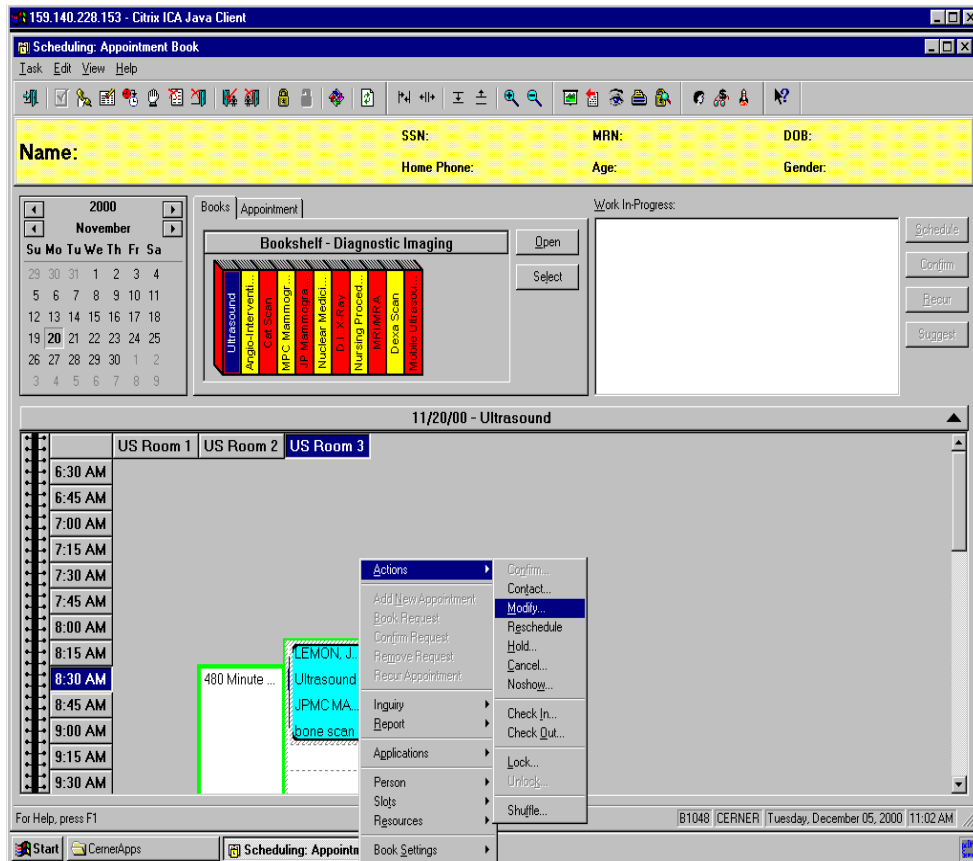 159.140.228.153 - Citrix ICA Java Client
Scheduling: Appointment Book
Task Edit View Help
Name:
SSN: MRN: DOB:
Home Phone: Age: Gender:
2000
November
Su Mo Tu We Th Fr Sa
29 30 31 1 2 3 4
5 6 7 8 9 10 11
12 13 14 15 16 17 18
19 20 21 22 23 24 25
26 27 28 29 30 1 2
3 4 5 6 7 8 9
Books Appointment
Bookshelf - Diagnostic Imaging
Ultrasound
Angio-Interventi...
Cat Scan
MPC Mammogr...
JP Mammogra...
Nuclear Medici...
D.I. X-Ray
Nursing Proced...
MRI/MRA
Dexa Scan
Mobile Ultrasou...
Open
Select
Work In-Progress:
Schedule
Confirm
Recur
Suggest
11/20/00 - Ultrasound
US Room 1 US Room 2 US Room 3
6:30 AM
6:45 AM
7:00 AM
7:15 AM
7:30 AM
7:45 AM
8:00 AM
8:15 AM
8:30 AM
8:45 AM
9:00 AM
9:15 AM
9:30 AM
480 Minute ...
LEMON, J...
Ultrasound
JPMC MA...
bone scan
Actions
Add New Appointment
Book Request
Confirm Request
Remove Request
Recur Appointment
Inquiry
Report
Applications
Person
Slots
Resources
Book Settings
Confirm...
Contact...
Modify...
Reschedule
Hold...
Cancel...
Noshow...
Check In...
Check Out...
Lock...
Unlock...
Shuffle...
For Help, press F1
B1048 CERNER Tuesday, December 05, 2000 11:02 AM
Start CernerApps Scheduling: Appointm